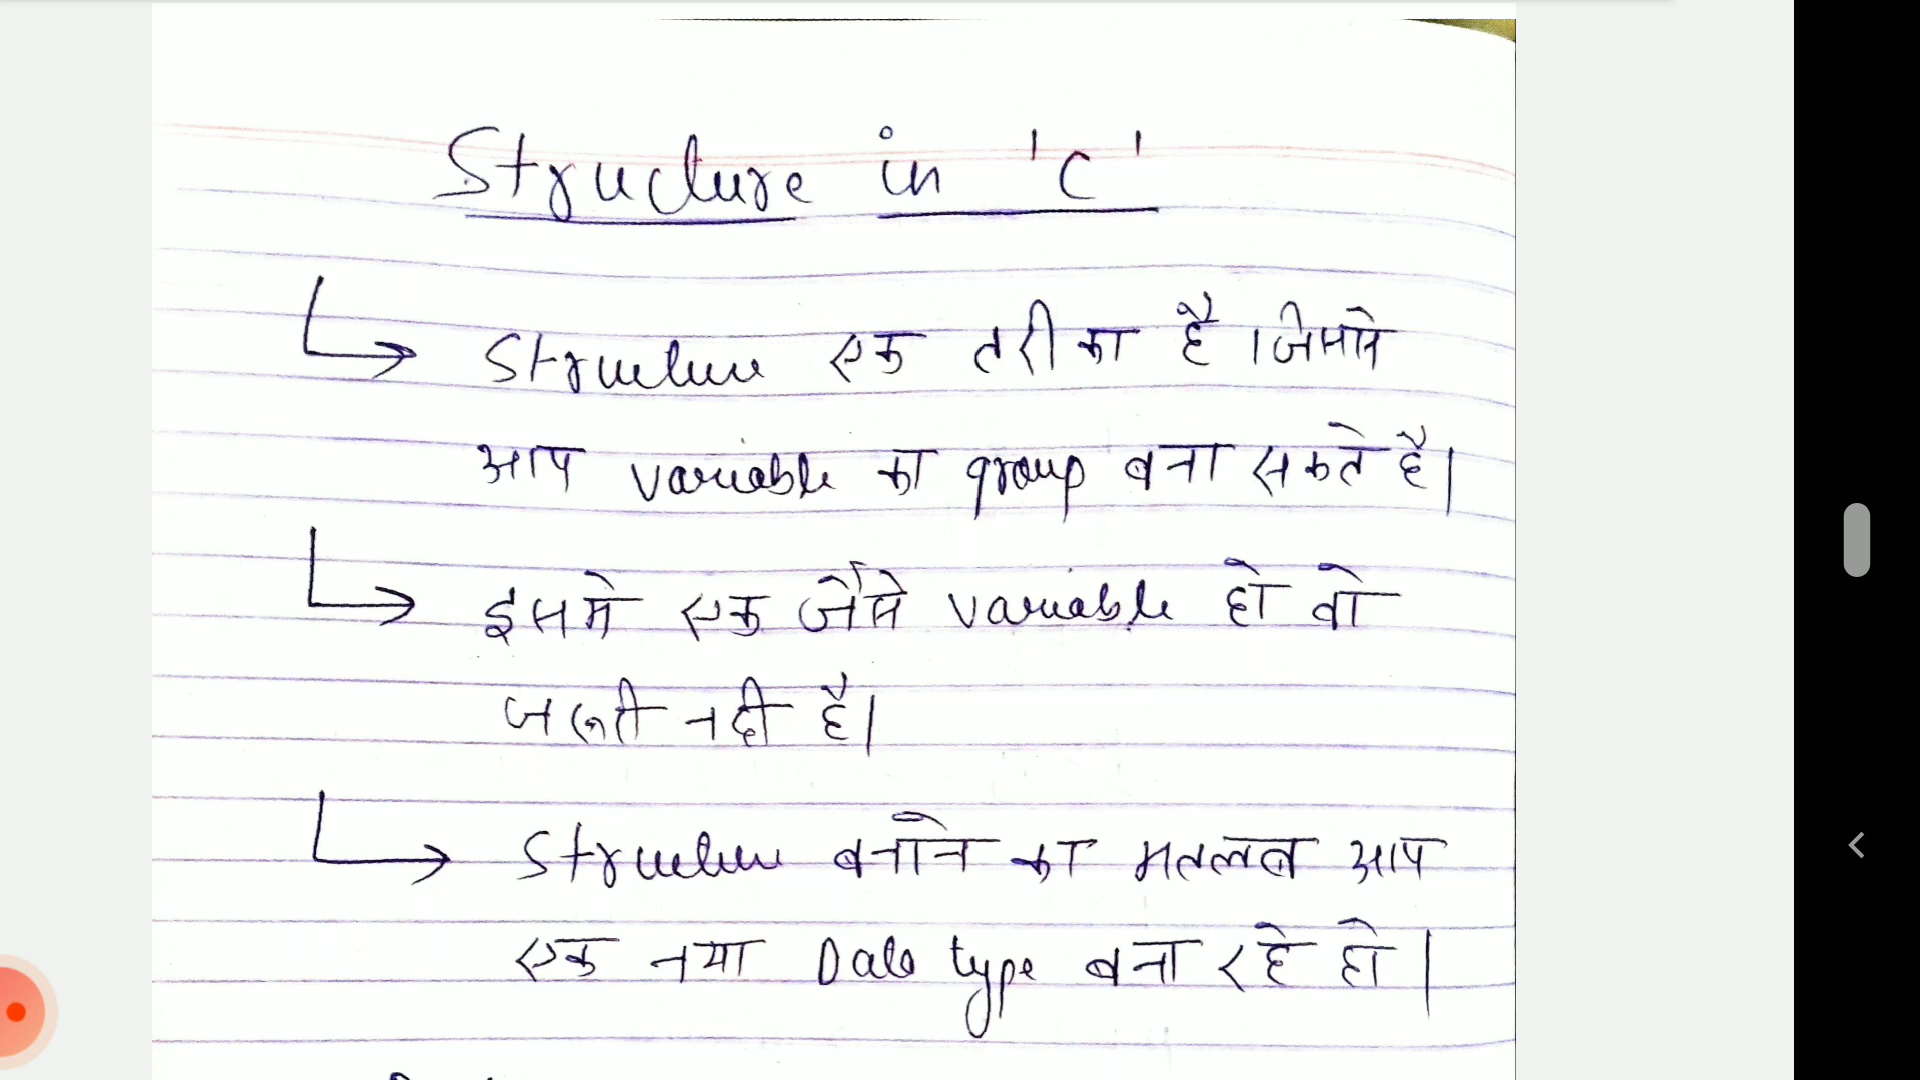 Structure in 'C'
Structure एक तरीका है । जिससे
आप variable का group बना सकते है।
इसमे एक जैसे variable हो वो
जरूरी नही है।
Structure बनाने का मतलब आप
एक नया Data type बना रहे हो।